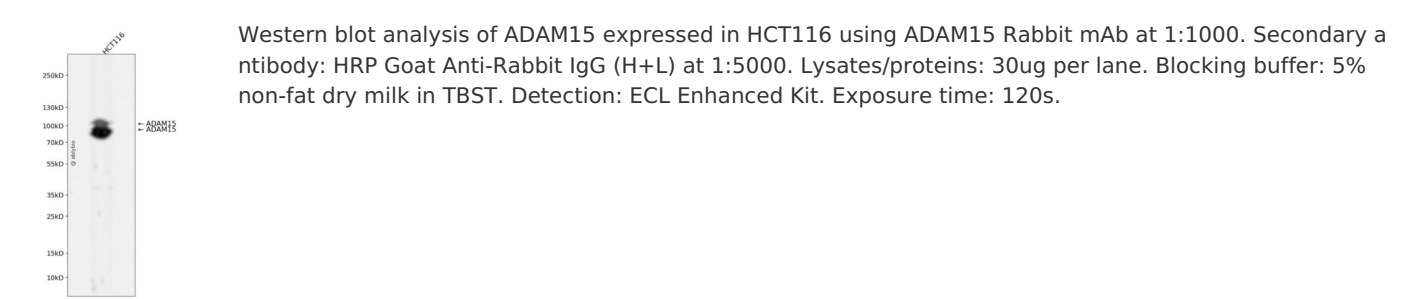 HCT116
250kD
130kD
100kD
70kD
55kD
35kD
25kD
15kD
10kD
← ADAM15
← ADAM15
@ abybio
Western blot analysis of ADAM15 expressed in HCT116 using ADAM15 Rabbit mAb at 1:1000. Secondary a
ntibody: HRP Goat Anti-Rabbit IgG (H+L) at 1:5000. Lysates/proteins: 30ug per lane. Blocking buffer: 5%
non-fat dry milk in TBST. Detection: ECL Enhanced Kit. Exposure time: 120s.